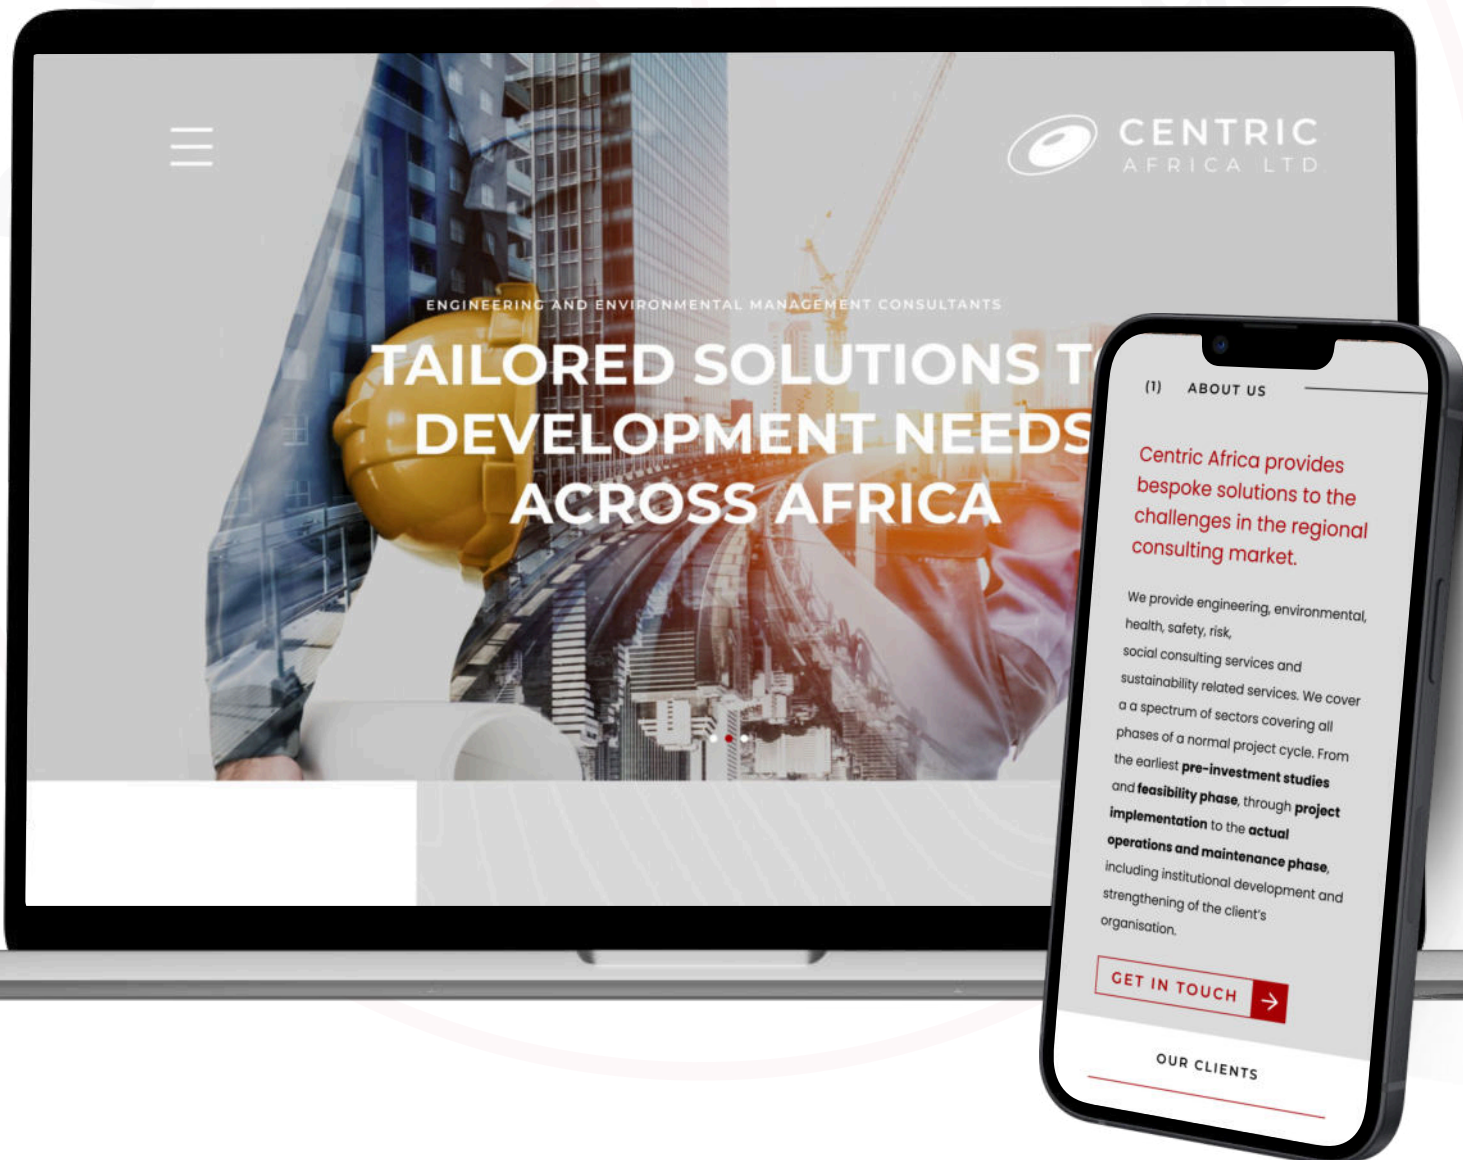 CENTRIC
AFRICA LTD
ENGINEERING AND ENVIRONMENTAL MANAGEMENT CONSULTANTS
TAILORED SOLUTIONS
DEVELOPMENT NEEDS
ACROSS AFRICA
(1) ABOUT US
Centric Africa provides
bespoke solutions to the
challenges in the regional
consulting market.
We provide engineering, environmental,
health, safety, risk,
social consulting services and
sustainability related services. We cover
a a spectrum of sectors covering all
phases of a normal project cycle. From
the earliest pre-investment studies
and feasibility phase, through project
implementation to the actual
operations and maintenance phase,
including institutional development and
strengthening of the client's
organisation.
GET IN TOUCH
OUR CLIENTS